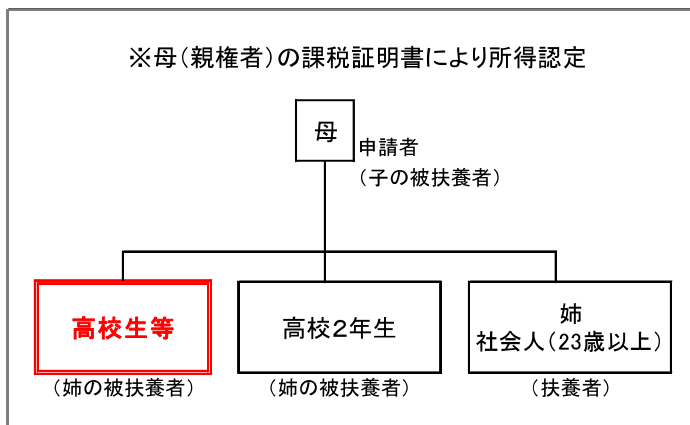 ※母(親権者)の課税証明書により所得認定
母
申請者
(子の被扶養者)
高校生等
高校2年生
姉
社会人(23歳以上)
(姉の被扶養者)
(姉の被扶養者)
(扶養者)